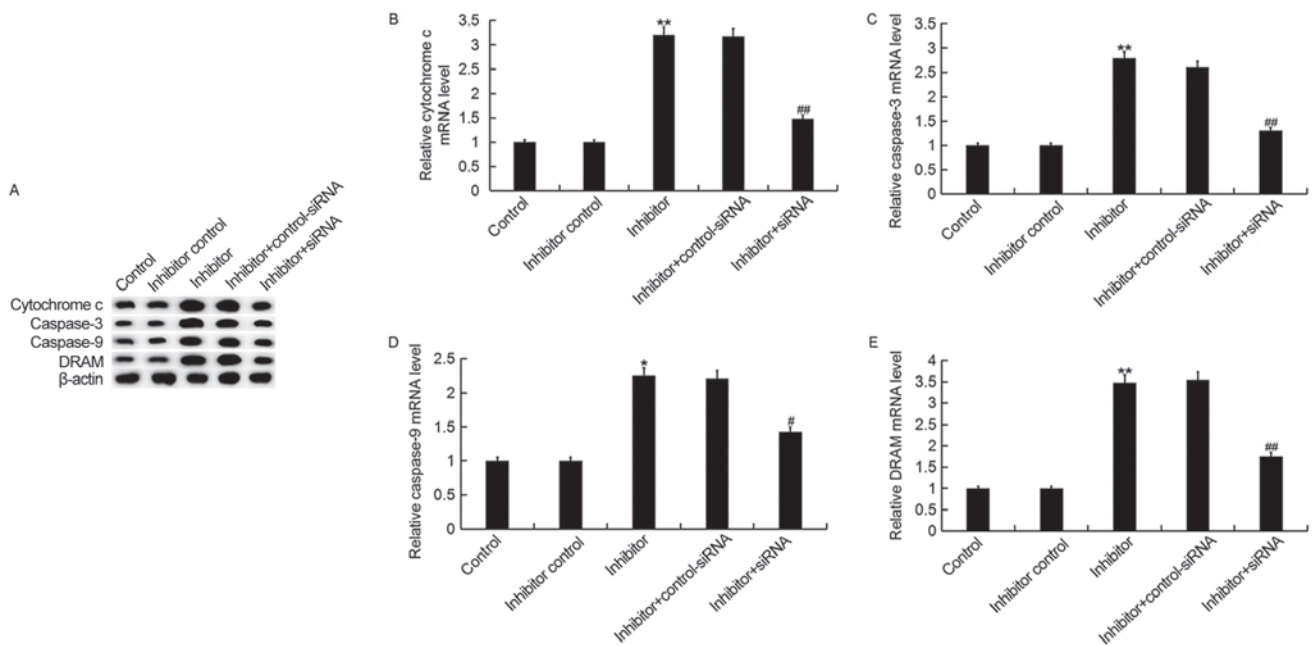 A
Control
Inhibitor control
Inhibitor
Inhibitor+control-siRNA
Inhibitor+siRNA
Cytochrome c
Caspase-3
Caspase-9
DRAM
β-actin
B
Relative cytochrome c
mRNA level
3.5
3
2.5
2
1.5
1
0.5
0
**
##
Control
Inhibitor control
Inhibitor
Inhibitor+control-siRNA
Inhibitor+siRNA
C
Relative caspase-3 mRNA level
3.5
3
2.5
2
1.5
1
0.5
0
**
##
Control
Inhibitor control
Inhibitor
Inhibitor+control-siRNA
Inhibitor+siRNA
D
Relative caspase-9 mRNA level
2.5
2
1.5
1
0.5
0
*
#
Control
Inhibitor control
Inhibitor
Inhibitor+control-siRNA
Inhibitor+siRNA
E
Relative DRAM mRNA level
4
3.5
3
2.5
2
1.5
1
0.5
0
**
##
Control
Inhibitor control
Inhibitor
Inhibitor+control-siRNA
Inhibitor+siRNA